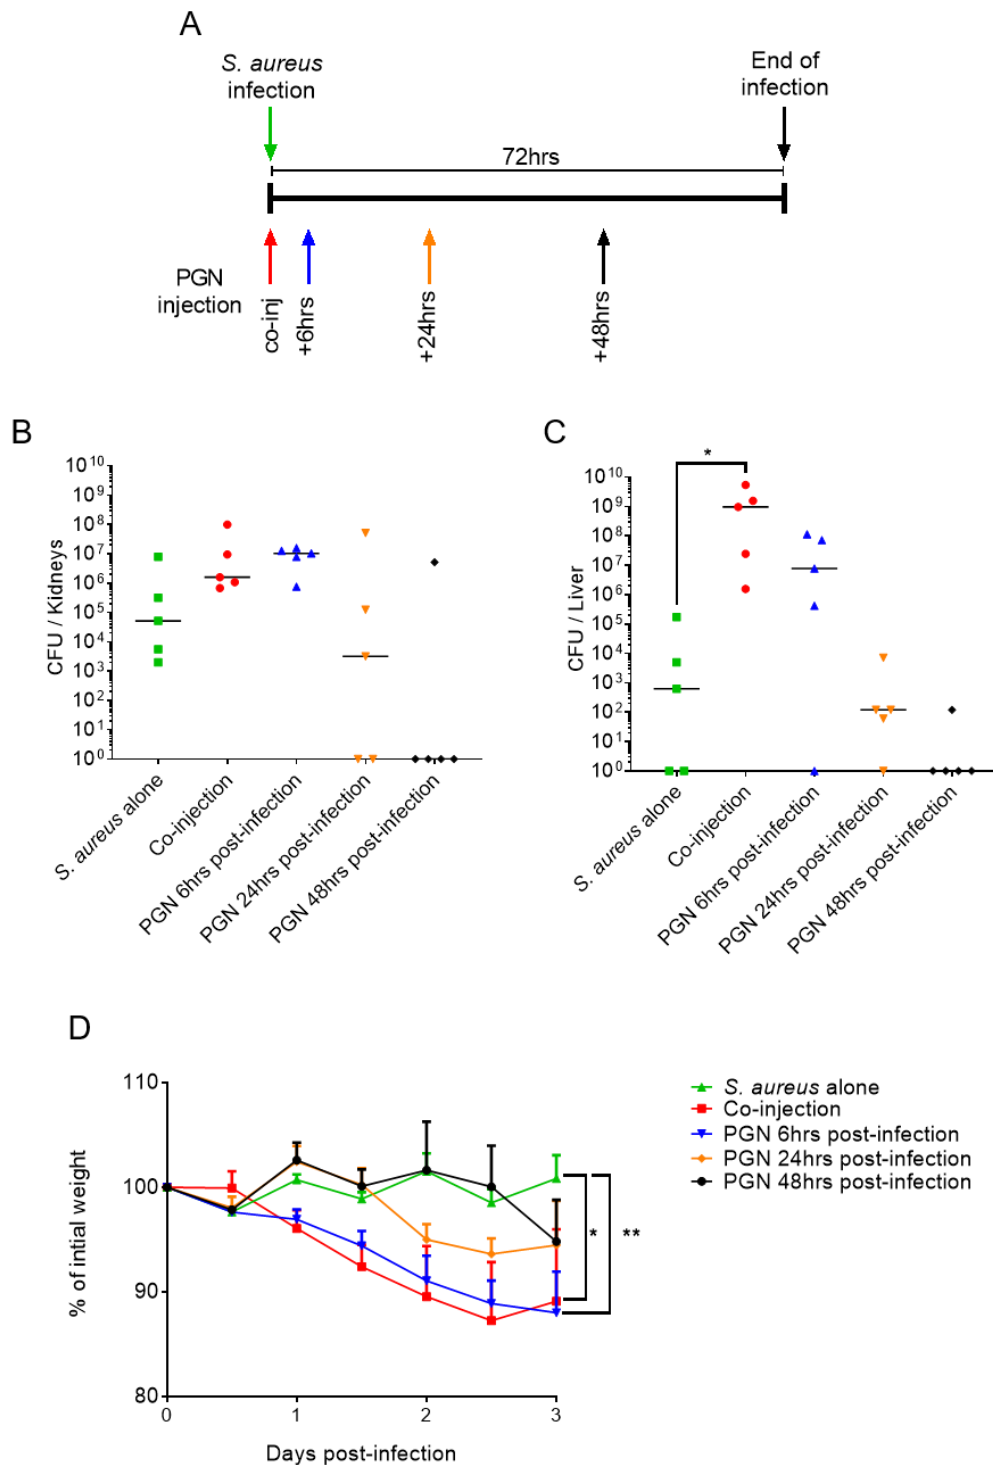 A
S. aureus
infection
End of
infection
72hrs
PGN
injection
co-inj
+6hrs
+24hrs
+48hrs
B
CFU / Kidneys
10^10
10^9
10^8
10^7
10^6
10^5
10^4
10^3
10^2
10^1
10^0
S. aureus alone
Co-injection
PGN 6hrs post-infection
PGN 24hrs post-infection
PGN 48hrs post-infection
C
*
CFU / Liver
10^10
10^9
10^8
10^7
10^6
10^5
10^4
10^3
10^2
10^1
10^0
S. aureus alone
Co-injection
PGN 6hrs post-infection
PGN 24hrs post-infection
PGN 48hrs post-infection
D
% of intial weight
110
100
90
80
0
1
2
3
Days post-infection
* **
S. aureus alone
Co-injection
PGN 6hrs post-infection
PGN 24hrs post-infection
PGN 48hrs post-infection